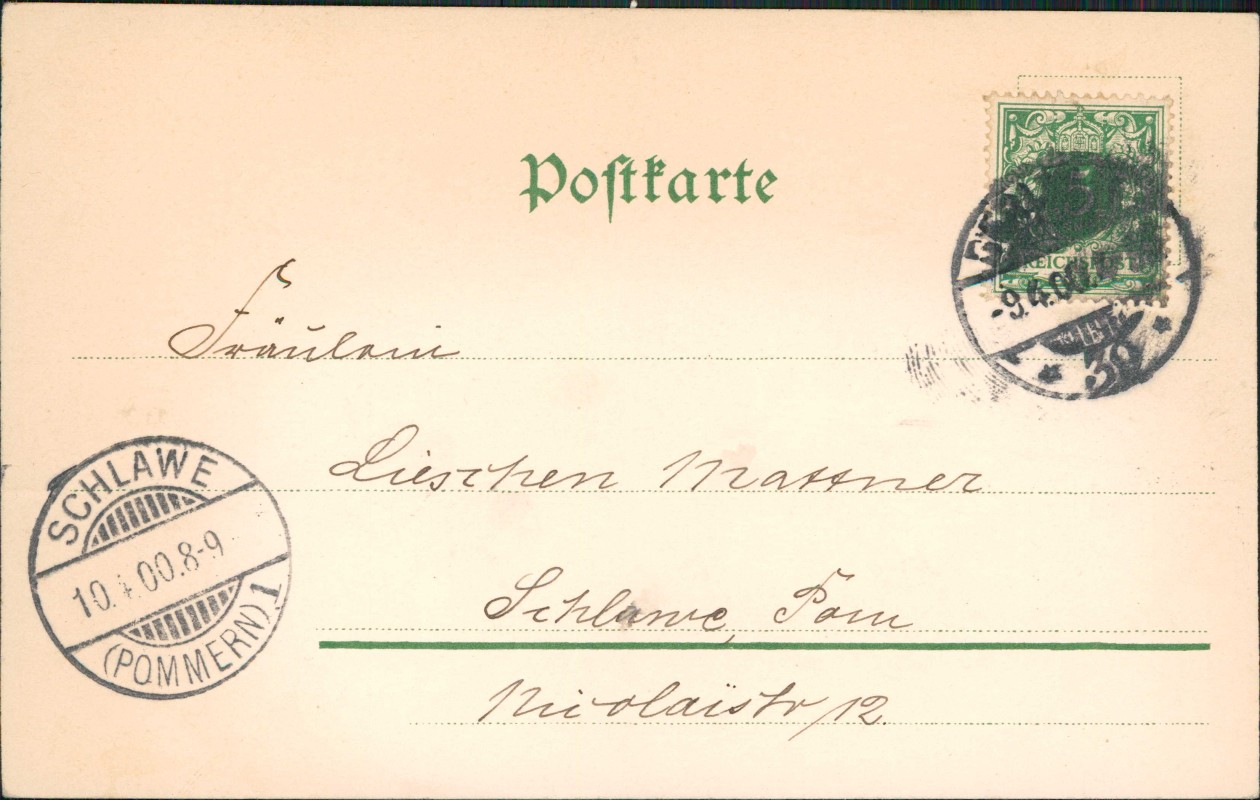 Postkarte
5
REICHSPOST
-9.4.00.
* 30 *
Fräulein
Lieschen Mattner
Schlawe, Pom
Nicolaïstr 12.
SCHLAWE
10.4.00.8-9
(POMMERN) 1